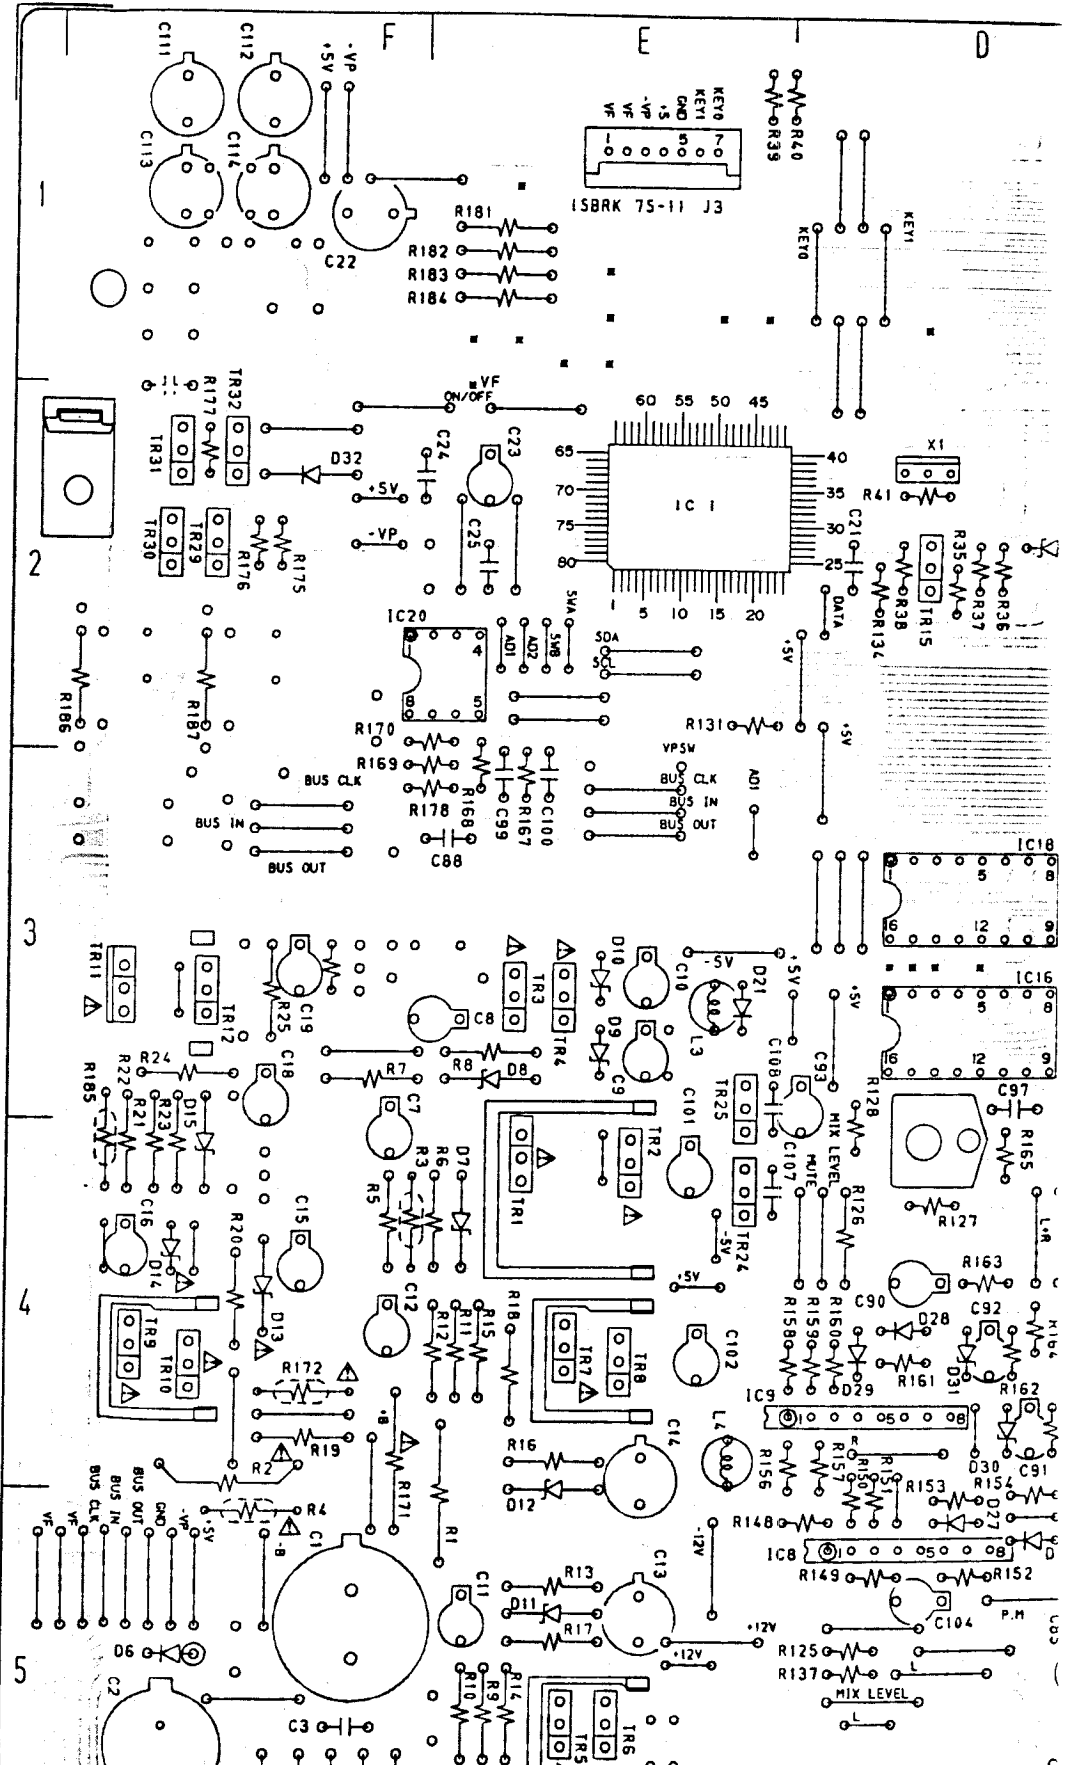 F
E
D
C111
C112
+5V
-VP
VF
VF
-VP
+5
GND
KEY1
KEY0
1
5
7
R39
R40
C113
C114
1
ISBRK 75-11 J3
R181
R182
R183
R184
C22
KEY0
KEY1
J1
R177
TR32
VF
ON/OFF
TR31
D32
C24
C23
60 55 50 45
65
70
75
80
40
35
30
25
IC 1
X1
R41
+5V
-VP
C25
C21
TR30
TR29
R176
R175
2
R35
1 5 10 15 20
DATA
R134
R38
TR15
R37
R36
IC20
1
4
8
5
AD1
AD2
SWB
SWA
SDA
SCL
+5V
R186
R187
R170
R169
R178
R168
C99
R167
C100
C88
R131
+5V
VPSW
BUS CLK
BUS IN
BUS OUT
AD1
BUS CLK
BUS IN
BUS OUT
IC18
1 5 8
16 12 9
3
TR11
TR12
R25
C19
TR3
TR4
D10
C10
-5V
D21
+5V
+5V
IC16
1 5 8
16 12 9
C8
D9
C9
L3
R24
C18
R7
R8
D8
R185
R22
R21
R23
D15
C7
TR25
C108
C93
R128
C97
R165
C101
MIX LEVEL
MUTE
R5
R3
R6
D7
TR1
TR2
C107
TR24
R126
R127
L+R
C16
D14
R20
C15
-5V
+5V
R163
4
D13
C12
R12
R11
R15
R18
C90
D28
C92
R164
TR9
TR10
TR7
TR8
C102
R158
R159
R160
D29
R161
D31
R162
R172
R19
+B
R171
IC9
1 5 8
R2
R4
R16
D12
C14
L4
R156
R157
R
R150
R151
R153
D30
R154
C91
BUS CLK
BUS IN
BUS OUT
GND
-VP
+5V
VF
VF
-B
C1
R1
-12V
R148
D27
IC8
1 5 8
D
R149
R152
C11
R13
D11
R17
C13
+12V
+12V
C104
P.M
R125
R137
L
MIX LEVEL
L
D6
5
C2
C3
R10
R9
R14
TR5
TR6